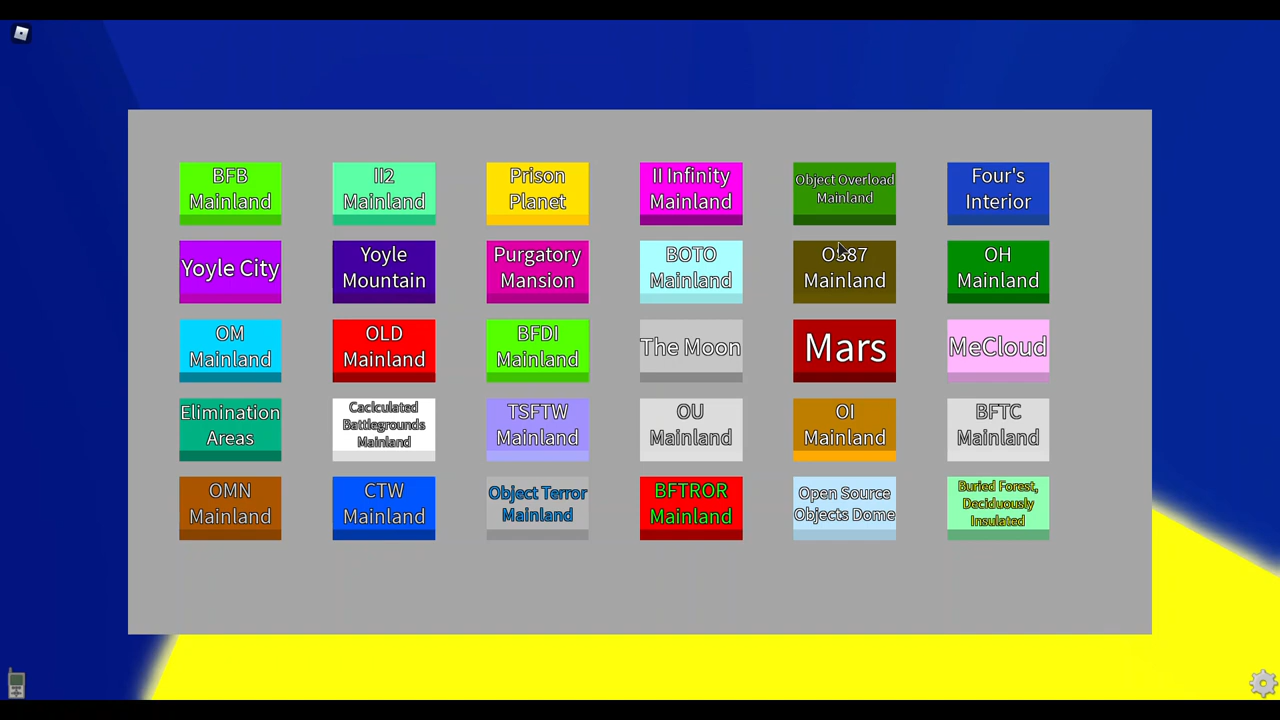 BFB
Mainland
II2
Mainland
Prison
Planet
II Infinity
Mainland
Object Overload
Mainland
Four's
Interior
Yoyle City
Yoyle
Mountain
Purgatory
Mansion
BOTO
Mainland
Mainland
OH
Mainland
OM
Mainland
OLD
Mainland
BFDI
Mainland
The Moon
Mars
MeCloud
Elimination
Areas
Caciculated
Battlegrounds
Mainland
TSFTW
Mainland
OU
Mainland
OI
Mainland
BFTC
Mainland
OMN
Mainland
CTW
Mainland
Object Terror
Mainland
BFTROR
Mainland
Open Source
Objects Dome
Buried Forest,
Deciduously
Insulated